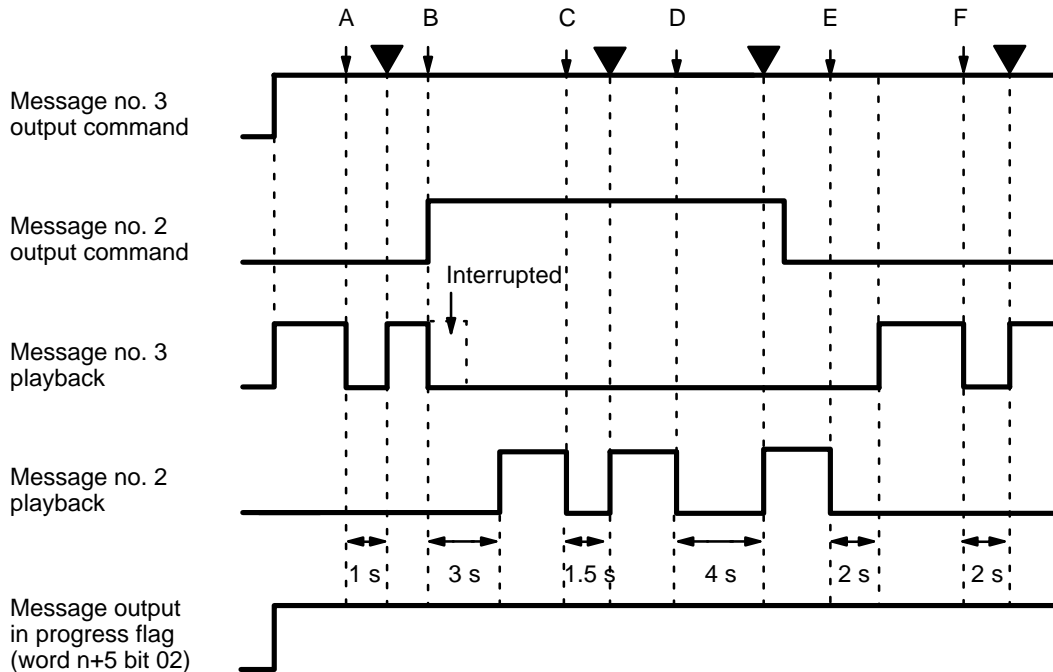 A B C D E F
Message no. 3
output command
Message no. 2
output command
Interrupted
Message no. 3
playback
Message no. 2
playback
1 s 3 s 1.5 s 4 s 2 s 2 s
Message output
in progress flag
(word n+5 bit 02)